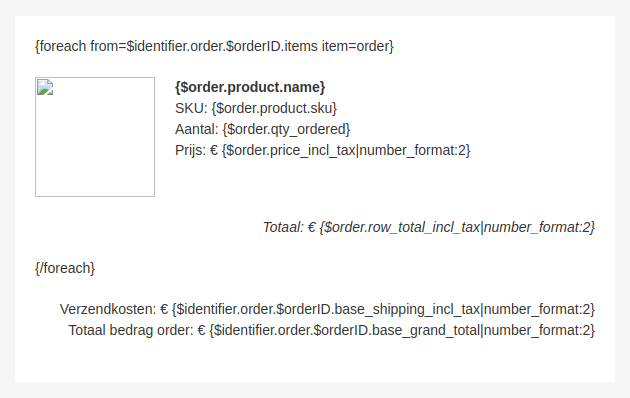 {foreach from=$identifier.order.$orderID.items item=order}
{$order.product.name}
SKU: {$order.product.sku}
Aantal: {$order.qty_ordered}
Prijs: € {$order.price_incl_tax|number_format:2}
Totaal: € {$order.row_total_incl_tax|number_format:2}
{/foreach}
Verzendkosten: € {$identifier.order.$orderID.base_shipping_incl_tax|number_format:2}
Totaal bedrag order: € {$identifier.order.$orderID.base_grand_total|number_format:2}